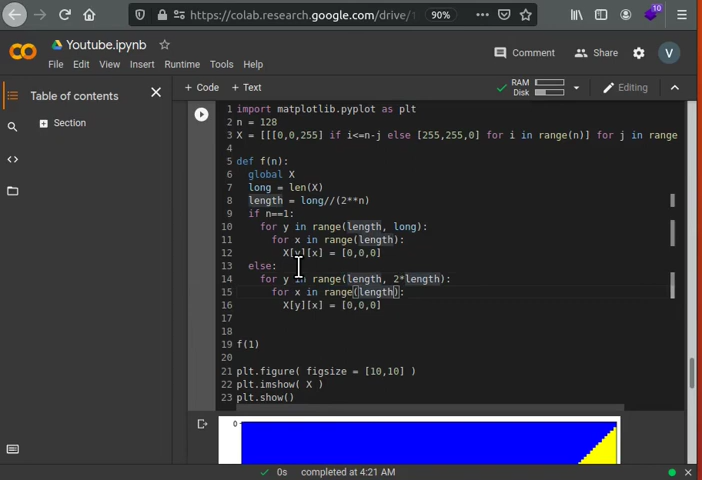 https://colab.research.google.com/drive/1
90%
10
Youtube.ipynb
File Edit View Insert Runtime Tools Help
Comment
Share
V
+ Code + Text
RAM
Disk
Editing
Table of contents
Section
1 import matplotlib.pyplot as plt
2 n = 128
3 X = [[[0,0,255] if i<=n-j else [255,255,0] for i in range(n)] for j in range
4
5 def f(n):
6 global X
7 long = len(X)
8 length = long//(2**n)
9 if n==1:
10 for y in range(length, long):
11 for x in range(length):
12 X[y][x] = [0,0,0]
13 else:
14 for y in range(length, 2*length):
15 for x in range(length):
16 X[y][x] = [0,0,0]
17
18
19 f(1)
20
21 plt.figure( figsize = [10,10] )
22 plt.imshow( X )
23 plt.show()
0
0s completed at 4:21 AM